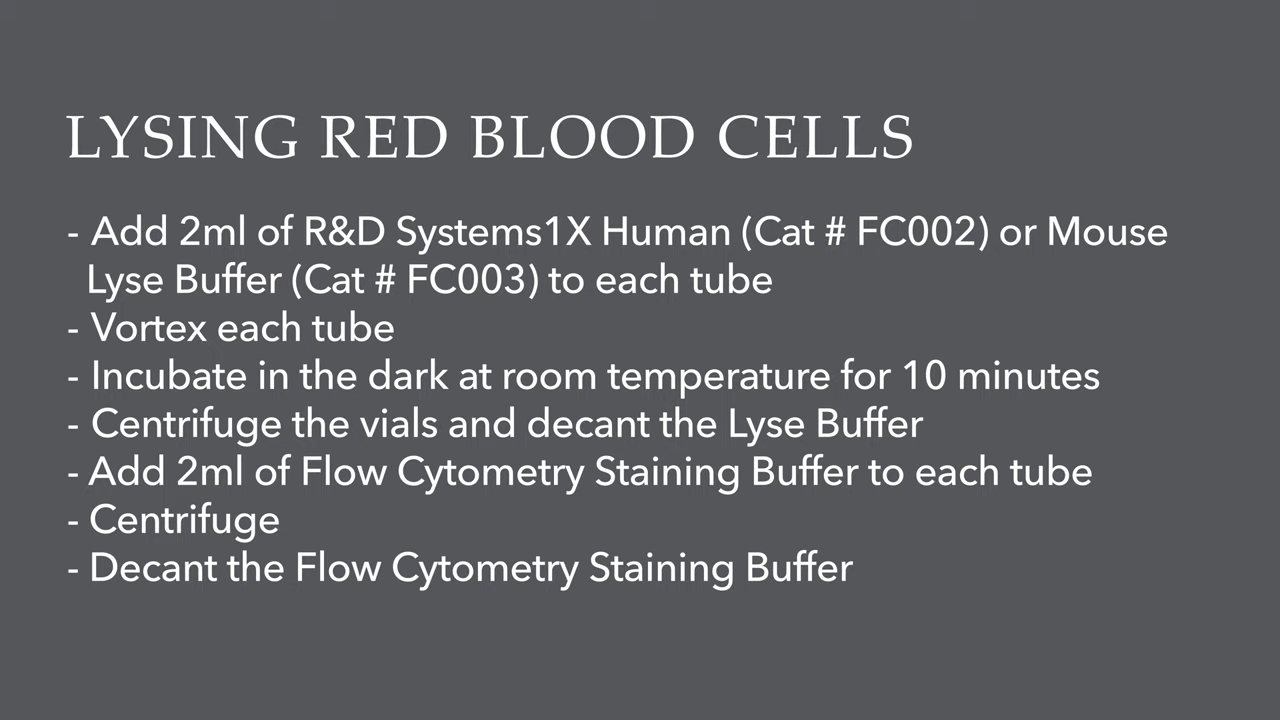 LYSING RED BLOOD CELLS
- Add 2ml of R&D Systems1X Human (Cat # FC002) or Mouse
Lyse Buffer (Cat # FC003) to each tube
- Vortex each tube
- Incubate in the dark at room temperature for 10 minutes
- Centrifuge the vials and decant the Lyse Buffer
- Add 2ml of Flow Cytometry Staining Buffer to each tube
- Centrifuge
- Decant the Flow Cytometry Staining Buffer